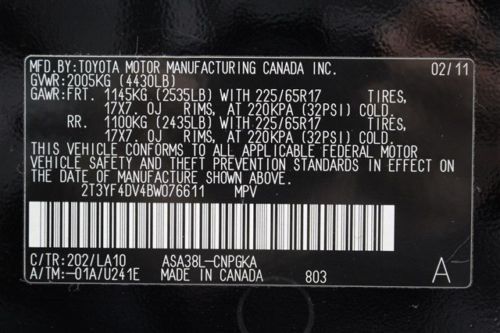 MFD.BY:TOYOTA MOTOR MANUFACTURING CANADA INC.
GVWR:2005KG (4430LB) 02/11
GAWR:FRT. 1145KG (2535LB) WITH 225/65R17 TIRES,
17X7. 0J RIMS, AT 220KPA (32PSI) COLD.
RR. 1100KG (2435LB) WITH 225/65R17 TIRES,
17X7. 0J RIMS, AT 220KPA (32PSI) COLD.
THIS VEHICLE CONFORMS TO ALL APPLICABLE FEDERAL MOTOR
VEHICLE SAFETY AND THEFT PREVENTION STANDARDS IN EFFECT
ON THE DATE OF MANUFACTURE SHOWN ABOVE.
2T3YF4DV4BW076611 MPV
C/TR:202/LA10 ASA38L-CNPGKA
A/TM:-01A/U241E MADE IN CANADA 803 A